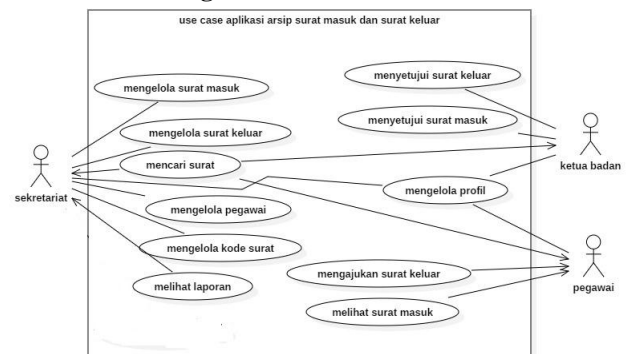 use case aplikasi arsip surat masuk dan surat keluar
mengelola surat masuk
menyetujui surat keluar
mengelola surat keluar
menyetujui surat masuk
mencari surat
ketua badan
sekretariat
mengelola profil
mengelola pegawai
mengelola kode surat
mengajukan surat keluar
melihat laporan
pegawai
melihat surat masuk